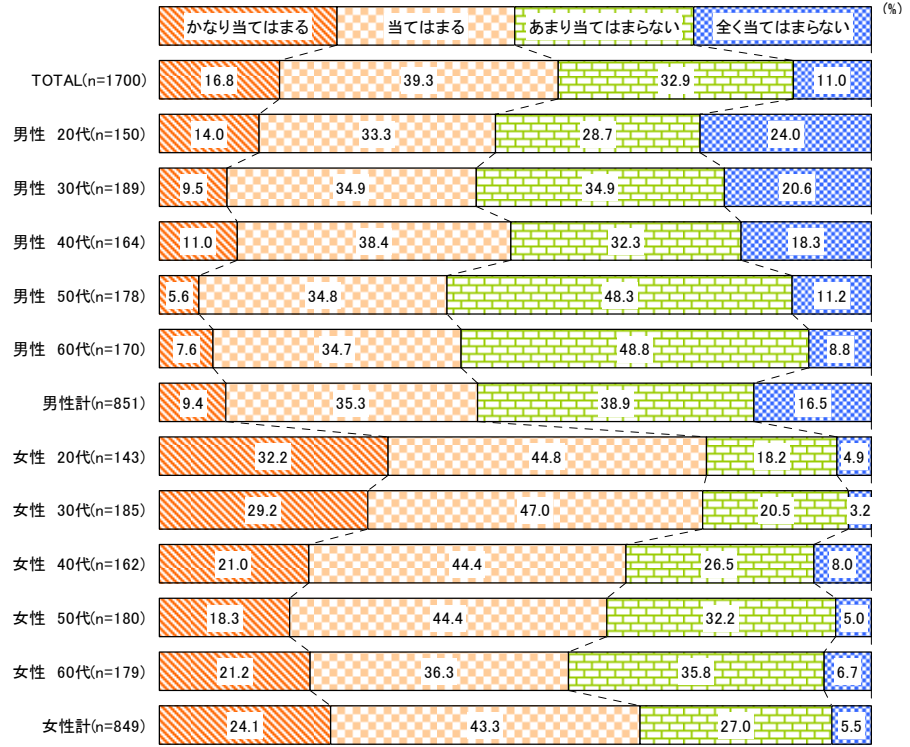 (%)
かなり当てはまる 当てはまる あまり当てはまらない 全く当てはまらない
TOTAL(n=1700) 16.8 39.3 32.9 11.0
男性 20代(n=150) 14.0 33.3 28.7 24.0
男性 30代(n=189) 9.5 34.9 34.9 20.6
男性 40代(n=164) 11.0 38.4 32.3 18.3
男性 50代(n=178) 5.6 34.8 48.3 11.2
男性 60代(n=170) 7.6 34.7 48.8 8.8
男性計(n=851) 9.4 35.3 38.9 16.5
女性 20代(n=143) 32.2 44.8 18.2 4.9
女性 30代(n=185) 29.2 47.0 20.5 3.2
女性 40代(n=162) 21.0 44.4 26.5 8.0
女性 50代(n=180) 18.3 44.4 32.2 5.0
女性 60代(n=179) 21.2 36.3 35.8 6.7
女性計(n=849) 24.1 43.3 27.0 5.5